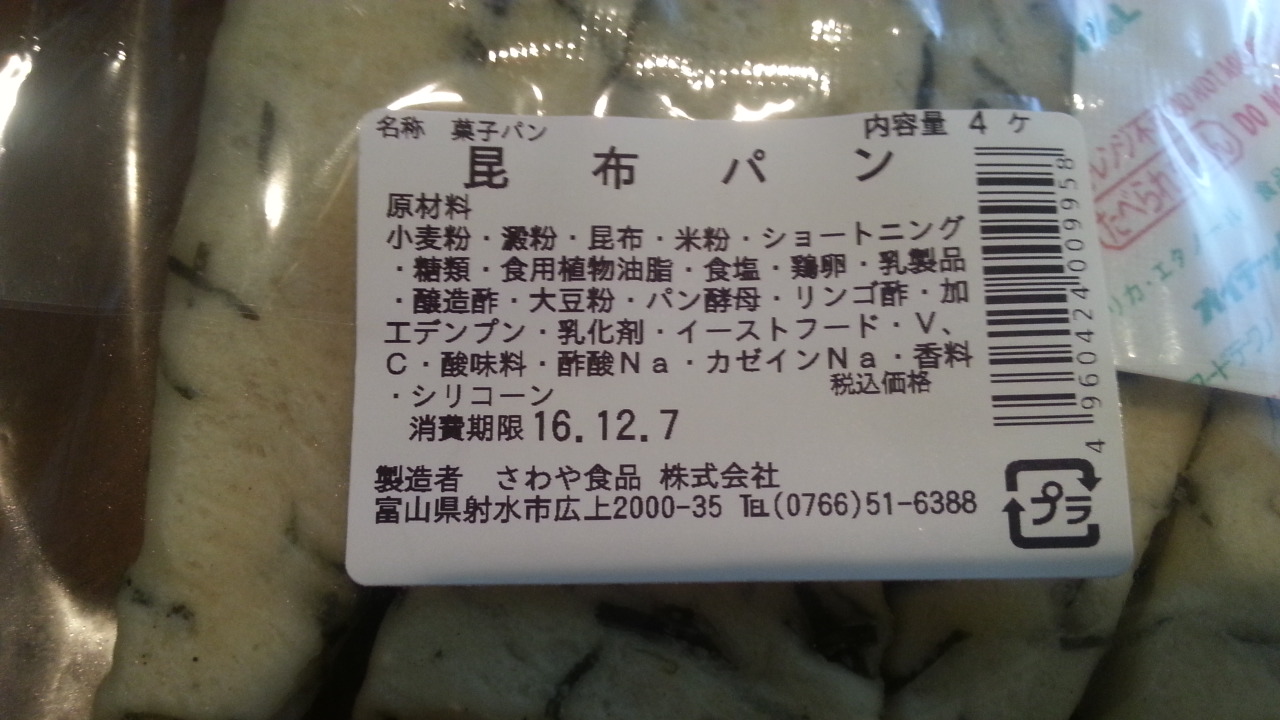 名称 菓子パン 内容量 4 ケ
昆布パン
原材料
小麦粉・澱粉・昆布・米粉・ショートニング
・糖類・食用植物油脂・食塩・鶏卵・乳製品
・醸造酢・大豆粉・パン酵母・リンゴ酢・加
工デンプン・乳化剤・イーストフード・V、
C・酸味料・酢酸Na・カゼインNa・香料
・シリコーン 税込価格
消費期限 16.12.7
製造者 さわや食品 株式会社
富山県射水市広上2000-35 ℡(0766)51-6388
4960424009958
プラ
DO NOT
たべられ